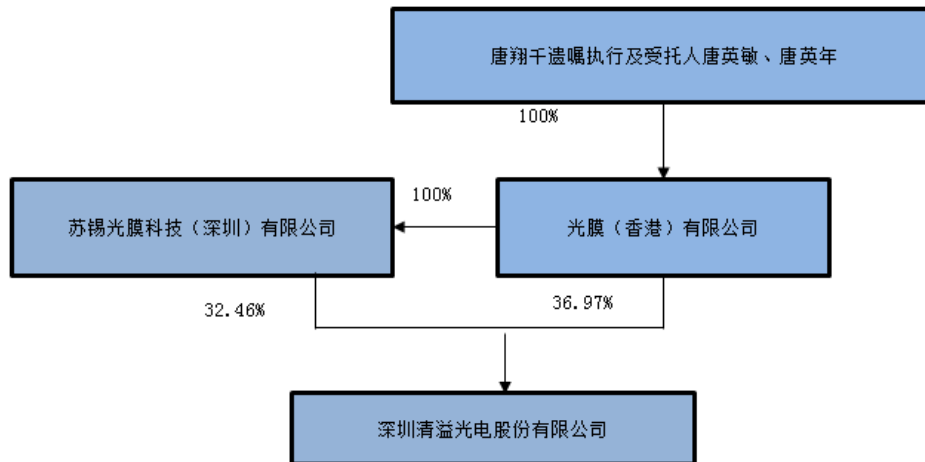 唐翔千遗嘱执行及受托人唐英敏、唐英年
100%
苏锡光膜科技（深圳）有限公司
100%
光膜（香港）有限公司
32.46%
36.97%
深圳清溢光电股份有限公司